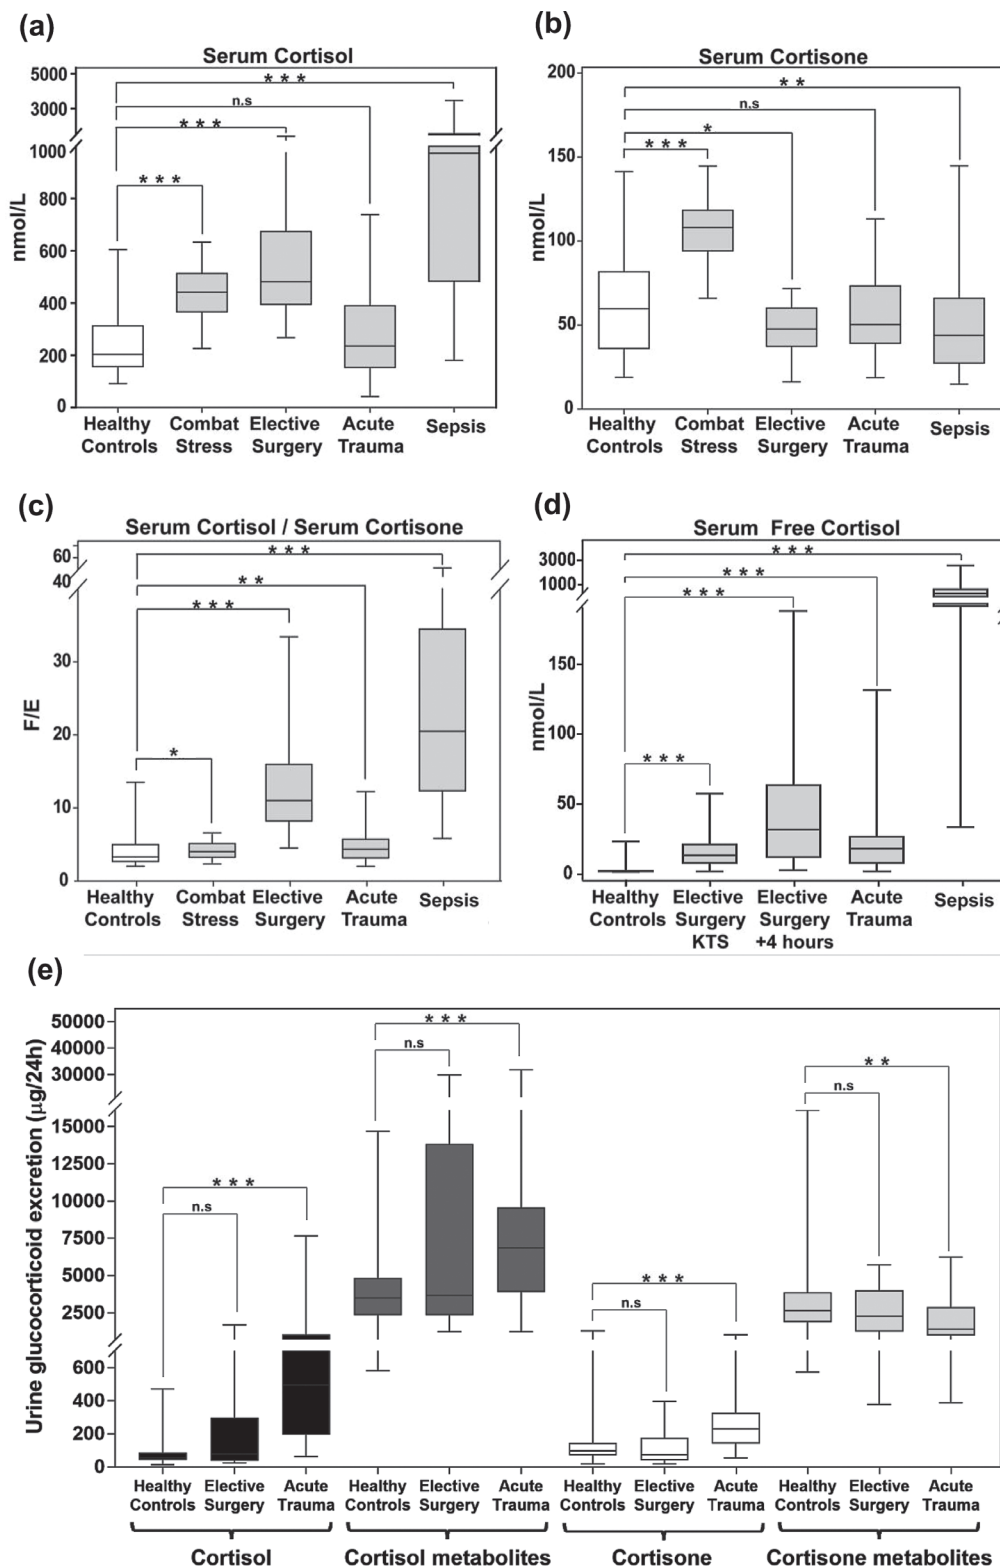 (a)
Serum Cortisol
5000
3000
1000
800
600
400
200
0
nmol/L
* * *
n.s
* * *
* * *
Healthy Controls
Combat Stress
Elective Surgery
Acute Trauma
Sepsis
(b)
Serum Cortisone
200
150
100
50
0
nmol/L
* *
n.s
*
* * *
Healthy Controls
Combat Stress
Elective Surgery
Acute Trauma
Sepsis
(c)
Serum Cortisol / Serum Cortisone
60
40
30
20
10
0
F/E
* * *
* *
* * *
*
Healthy Controls
Combat Stress
Elective Surgery
Acute Trauma
Sepsis
(d)
Serum Free Cortisol
3000
1000
150
100
50
0
nmol/L
* * *
* * *
* * *
* * *
Healthy Controls
Elective Surgery KTS
Elective Surgery +4 hours
Acute Trauma
Sepsis
(e)
Urine glucocorticoid excretion (µg/24h)
50000
40000
30000
15000
12500
10000
7500
5000
2500
600
400
200
0
* * *
n.s
* * *
n.s
* * *
n.s
* *
n.s
Healthy Controls
Elective Surgery
Acute Trauma
Healthy Controls
Elective Surgery
Acute Trauma
Healthy Controls
Elective Surgery
Acute Trauma
Healthy Controls
Elective Surgery
Acute Trauma
Cortisol
Cortisol metabolites
Cortisone
Cortisone metabolites